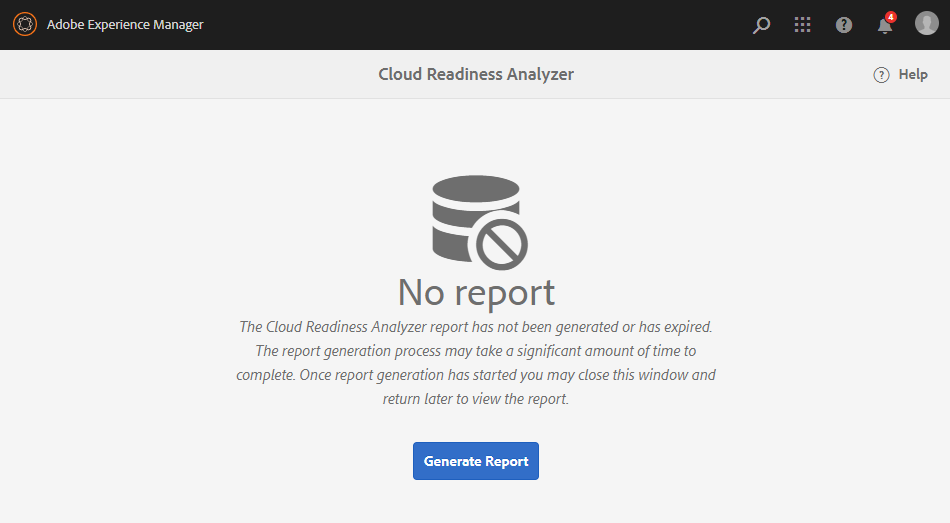 Adobe Experience Manager
4
Cloud Readiness Analyzer
Help
No report
The Cloud Readiness Analyzer report has not been generated or has expired.
The report generation process may take a significant amount of time to
complete. Once report generation has started you may close this window and
return later to view the report.
Generate Report